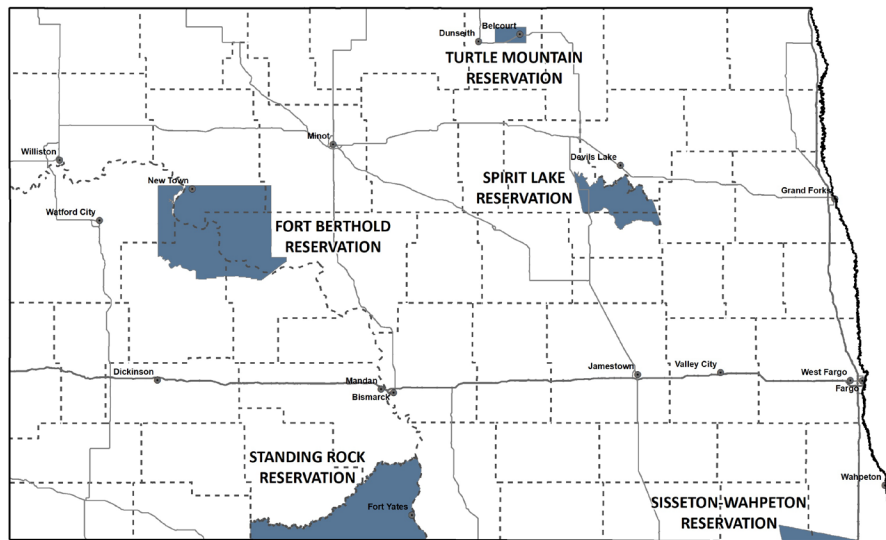 Belcourt
Dunseith
TURTLE MOUNTAIN
RESERVATION
Minot
Williston
Devils Lake
SPIRIT LAKE
RESERVATION
New Town
Grand Forks
Watford City
FORT BERTHOLD
RESERVATION
Dickinson
Mandan
Bismarck
Jamestown
Valley City
West Fargo
Fargo
STANDING ROCK
RESERVATION
Wahpeton
Fort Yates
SISSETON-WAHPETON
RESERVATION